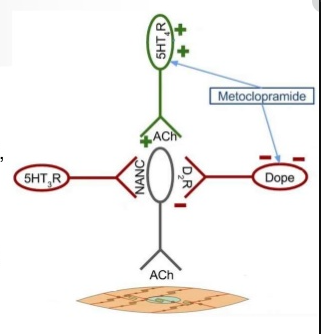 5HT4R
+
+
Metoclopramide
+
ACh
,
5HT3R
NANC
D2R
- -
Dope
-
ACh